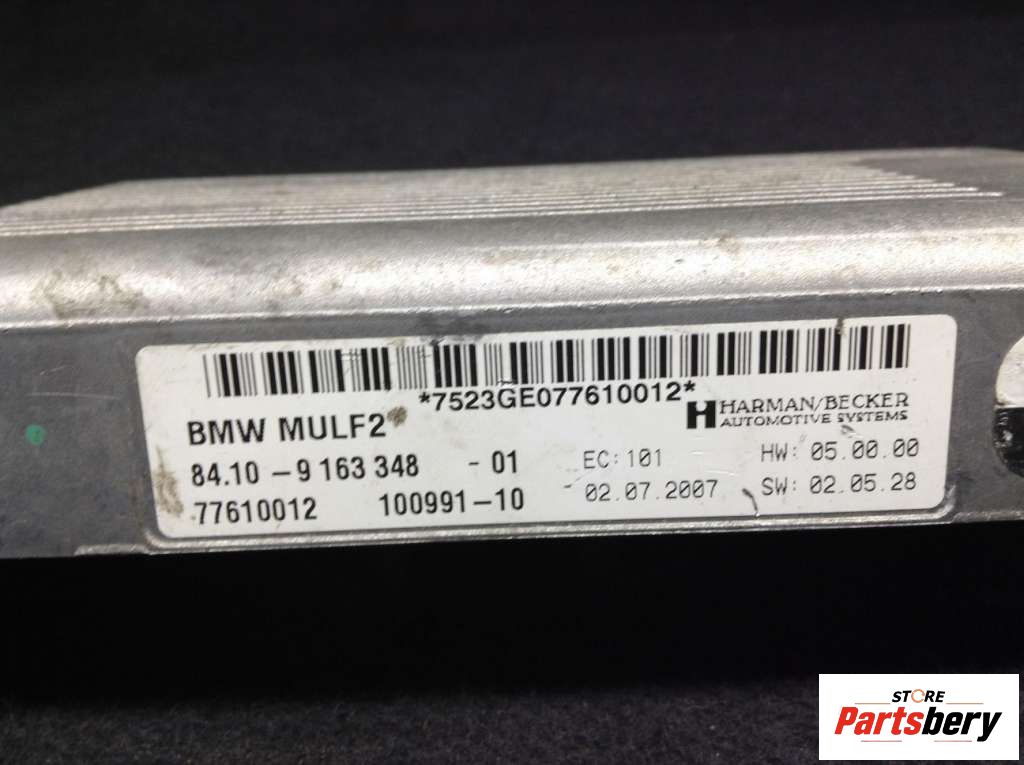 *7523GE077610012*
BMW MULF2
HARMAN/BECKER
AUTOMOTIVE SYSTEMS
84.10 - 9 163 348 - 01 EC: 101 HW: 05.00.00
77610012 100991-10 02.07.2007 SW: 02.05.28
STORE
Partsbery